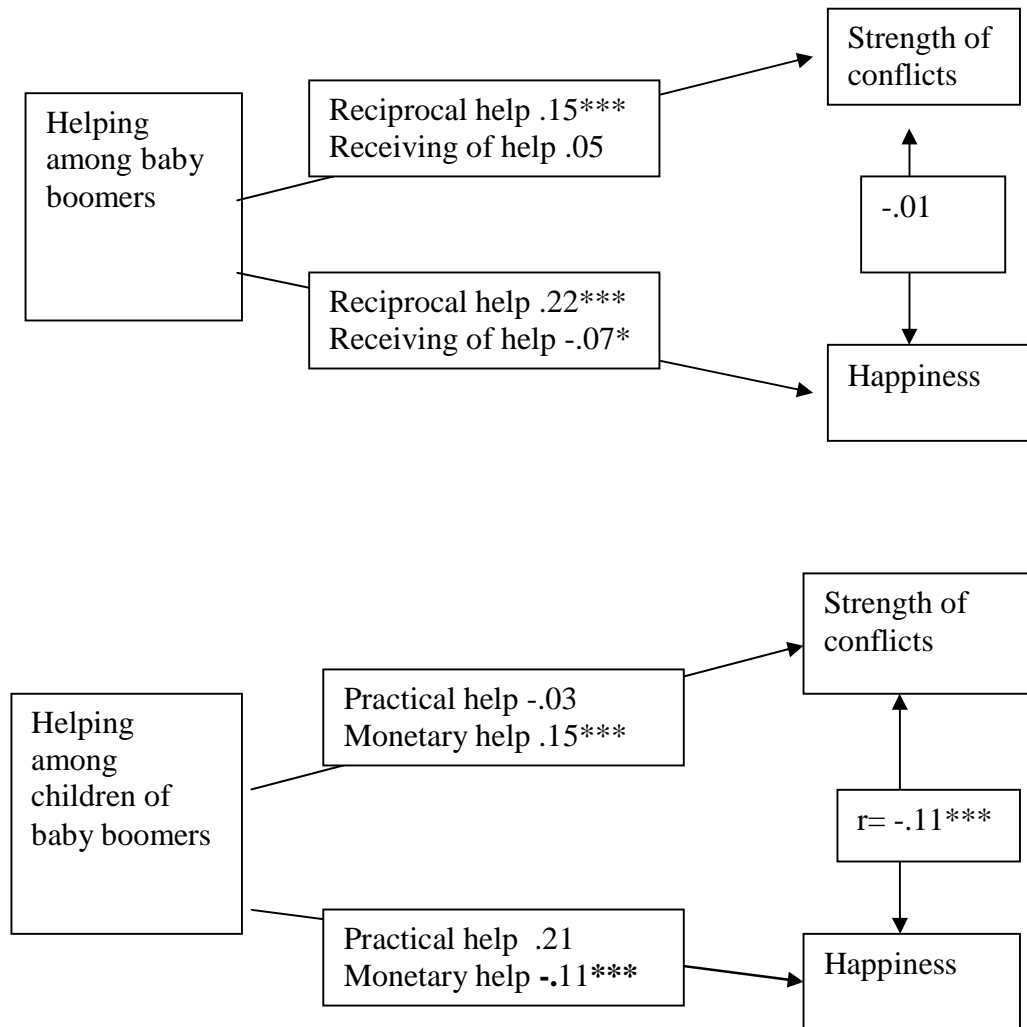 Strength of
conflicts
Helping
among baby
boomers
Reciprocal help .15***
Receiving of help .05
-.01
Reciprocal help .22***
Receiving of help -.07*
Happiness
Strength of
conflicts
Helping
among
children of
baby boomers
Practical help -.03
Monetary help .15***
r= -.11***
Practical help  .21
Monetary help -.11***
Happiness